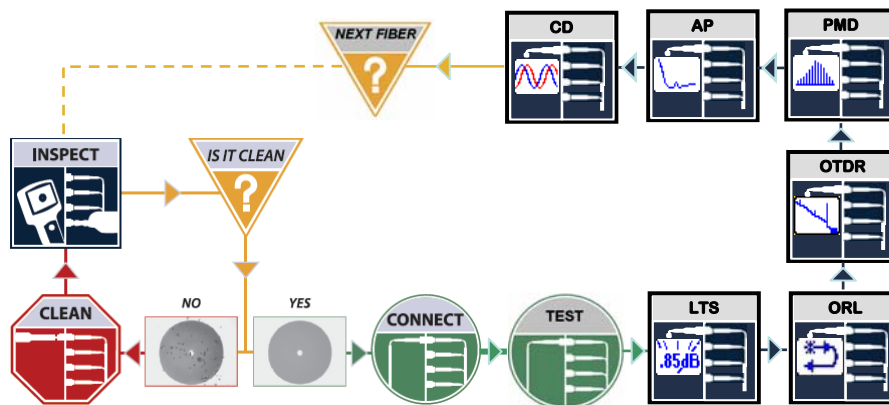 NEXT FIBER
?
CD
AP
PMD
INSPECT
IS IT CLEAN
?
OTDR
NO
YES
CLEAN
CONNECT
TEST
LTS
.85dB
ORL